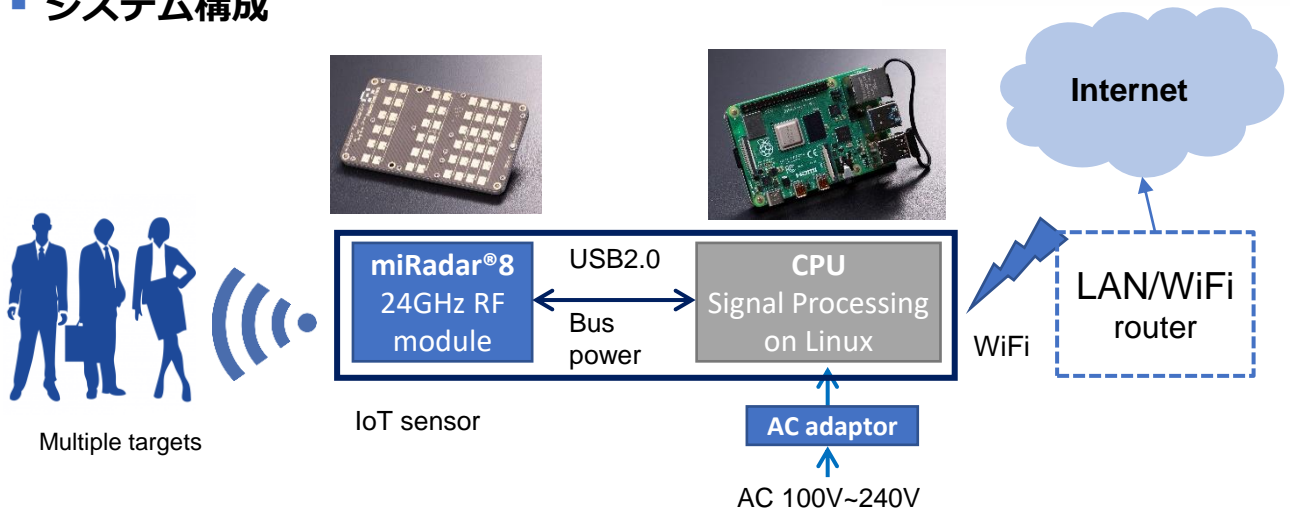 システム構成
Internet
miRadar®8
24GHz RF
module
USB2.0
Bus
power
CPU
Signal Processing
on Linux
WiFi
LAN/WiFi
router
IoT sensor
Multiple targets
AC adaptor
AC 100V~240V
HDMI